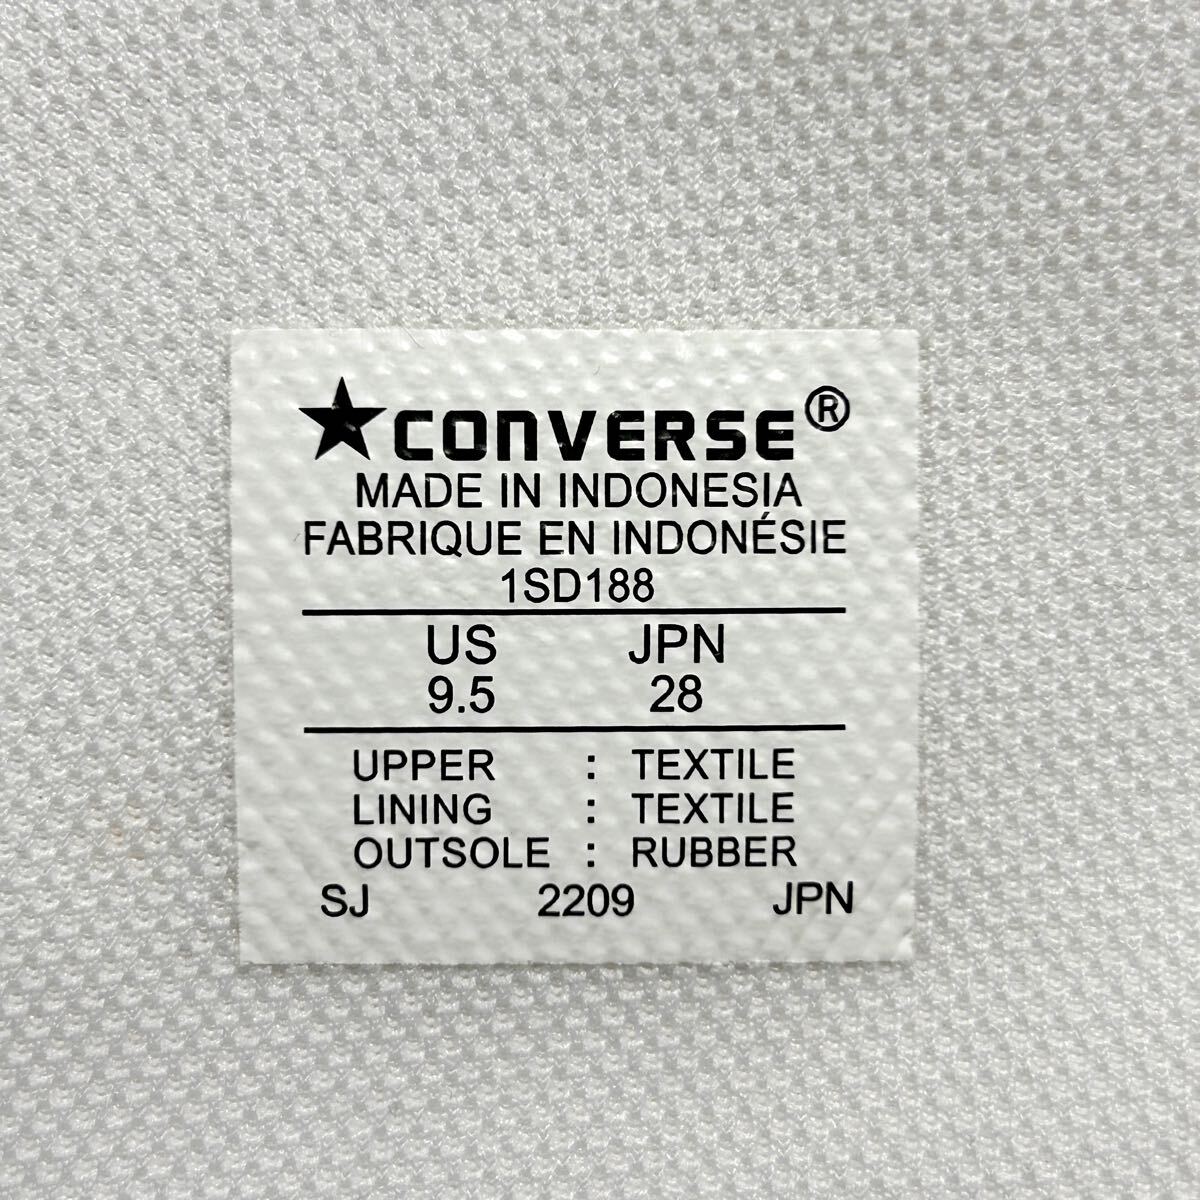 CONVERSE®
MADE IN INDONESIA
FABRIQUE EN INDONÉSIE
1SD188
US JPN
9.5 28
UPPER : TEXTILE
LINING : TEXTILE
OUTSOLE : RUBBER
SJ 2209 JPN